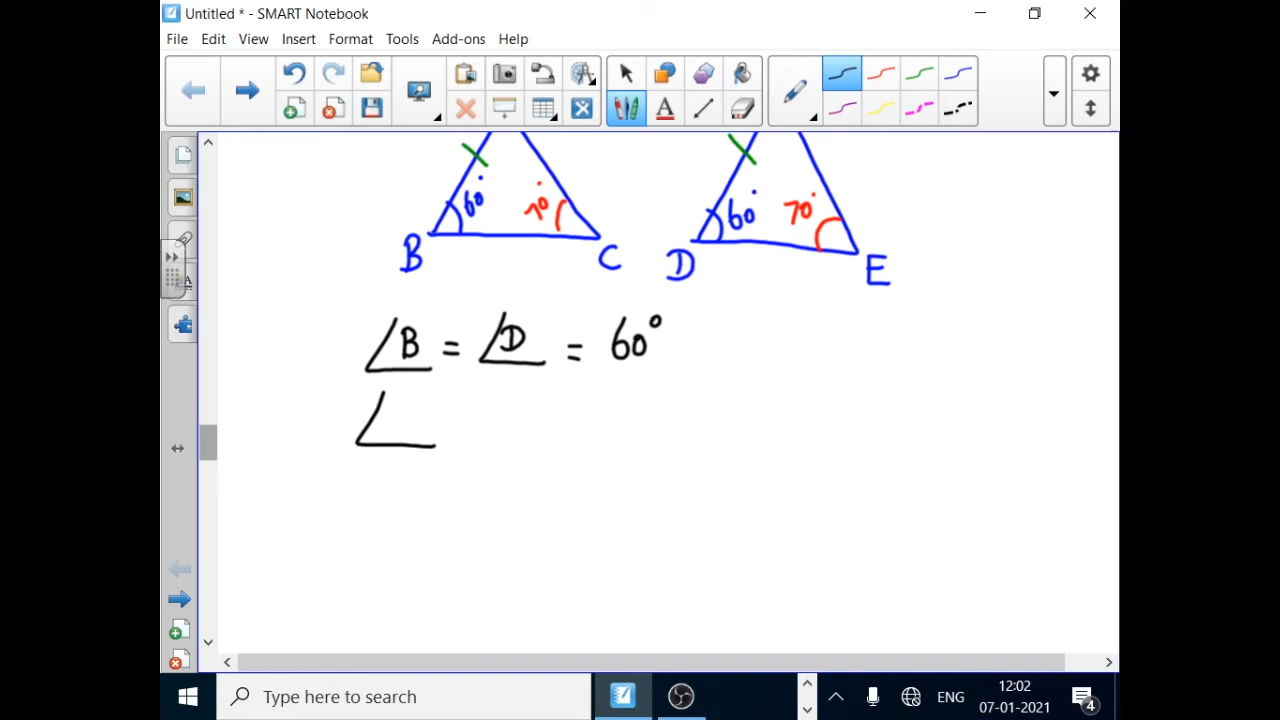 Untitled * - SMART Notebook
File Edit View Insert Format Tools Add-ons Help
60° 70° 60° 70°
B C D E
∠B = ∠D = 60°
∠
Type here to search
ENG
12:02
07-01-2021
4